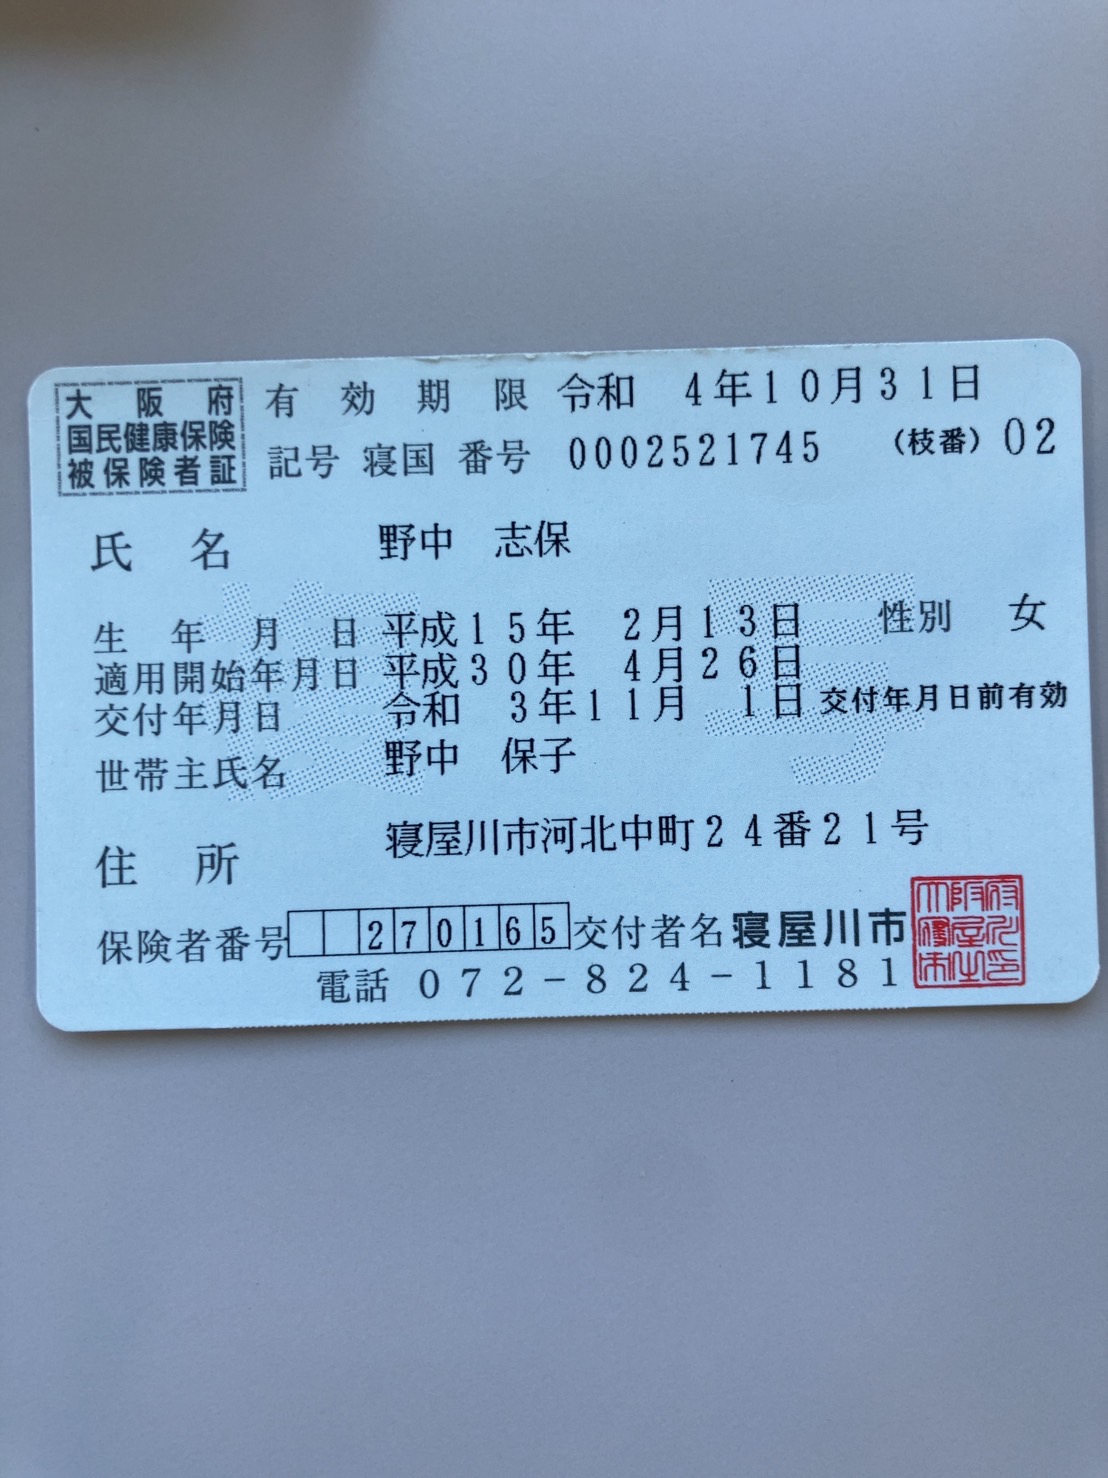 大阪府
国民健康保険
被保険者証
有効期限 令和 4年10月31日
記号 寝国 番号 0002521745 (枝番) 02
氏名 野中 志保
生年月日 平成15年 2月13日 性別 女
適用開始年月日 平成30年 4月26日
交付年月日 令和 3年11月 1日 交付年月日前有効
世帯主氏名 野中 保子
住所 寝屋川市河北中町24番21号
保険者番号 270165 交付者名 寝屋川市
電話 072-824-1181